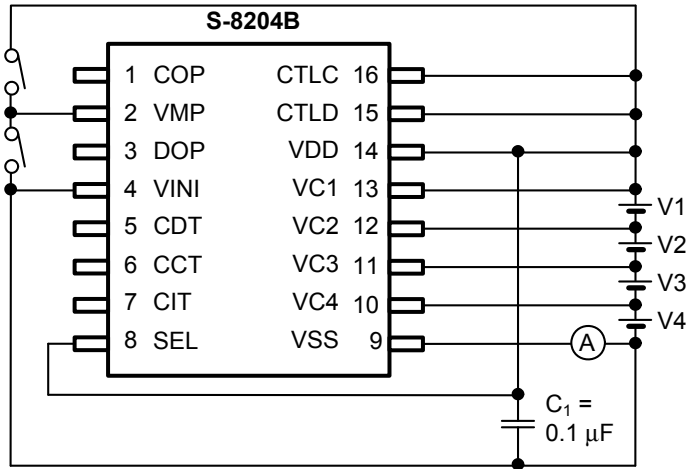 S-8204B
1 COP CTLC 16
2 VMP CTLD 15
3 DOP VDD 14
4 VINI VC1 13
5 CDT VC2 12
6 CCT VC3 11
7 CIT VC4 10
8 SEL VSS 9
V1
V2
V3
V4
A
C₁ =
0.1 μF